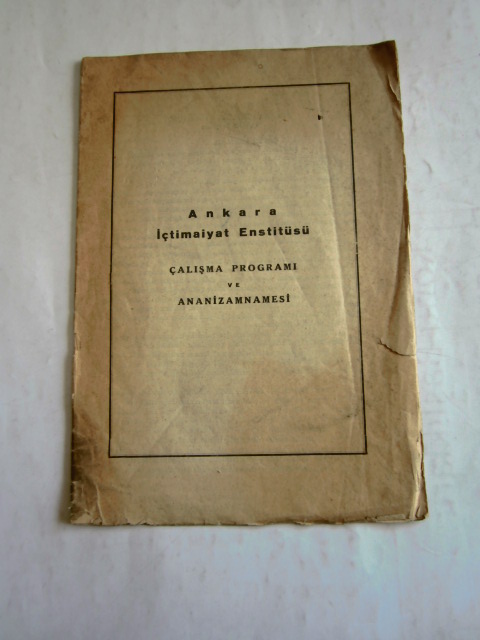 Ankara
İçtimaiyat Enstitüsü
ÇALIŞMA PROGRAMI
VE
ANANİZAMNAMESİ